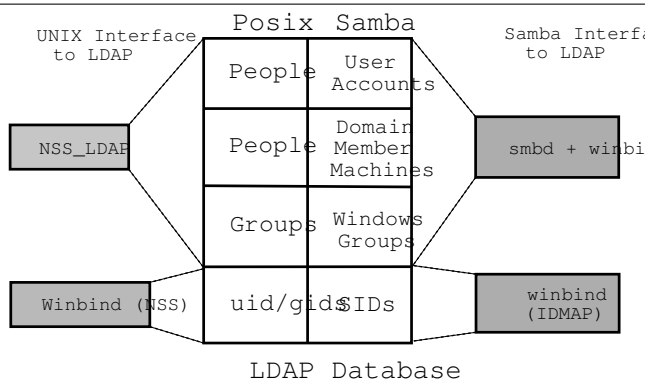 Posix Samba
UNIX Interface
to LDAP
Samba Interfa
to LDAP
People
User
Accounts
NSS_LDAP
People
Domain
Member
Machines
smbd + winbi
Groups
Windows
Groups
Winbind (NSS)
uid/gids
SIDs
winbind
(IDMAP)
LDAP Database